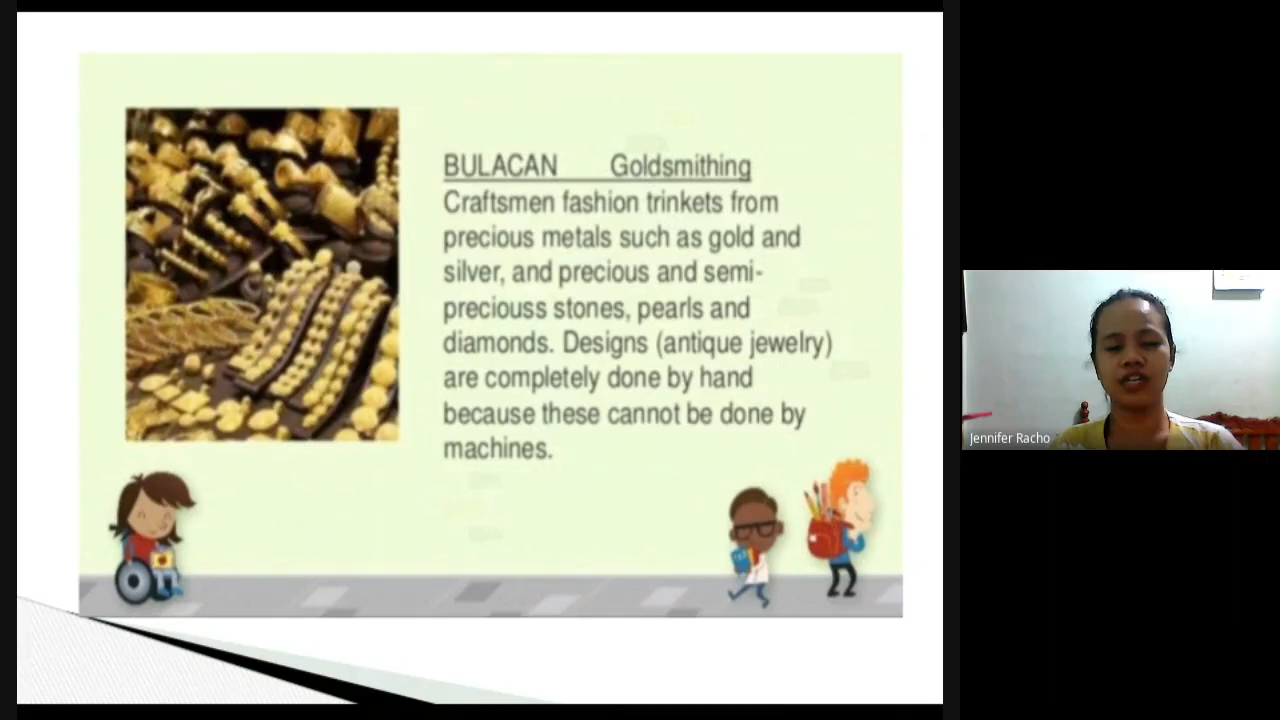 BULACAN Goldsmithing
Craftsmen fashion trinkets from
precious metals such as gold and
silver, and precious and semi-
preciouss stones, pearls and
diamonds. Designs (antique jewelry)
are completely done by hand
because these cannot be done by
machines.
Jennifer Racho